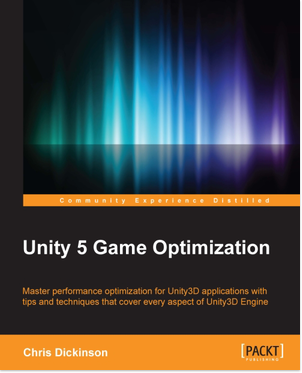 Community Experience Distilled
Unity 5 Game Optimization
Master performance optimization for Unity3D applications with
tips and techniques that cover every aspect of Unity3D Engine
Chris Dickinson
[PACKT]
PUBLISHING